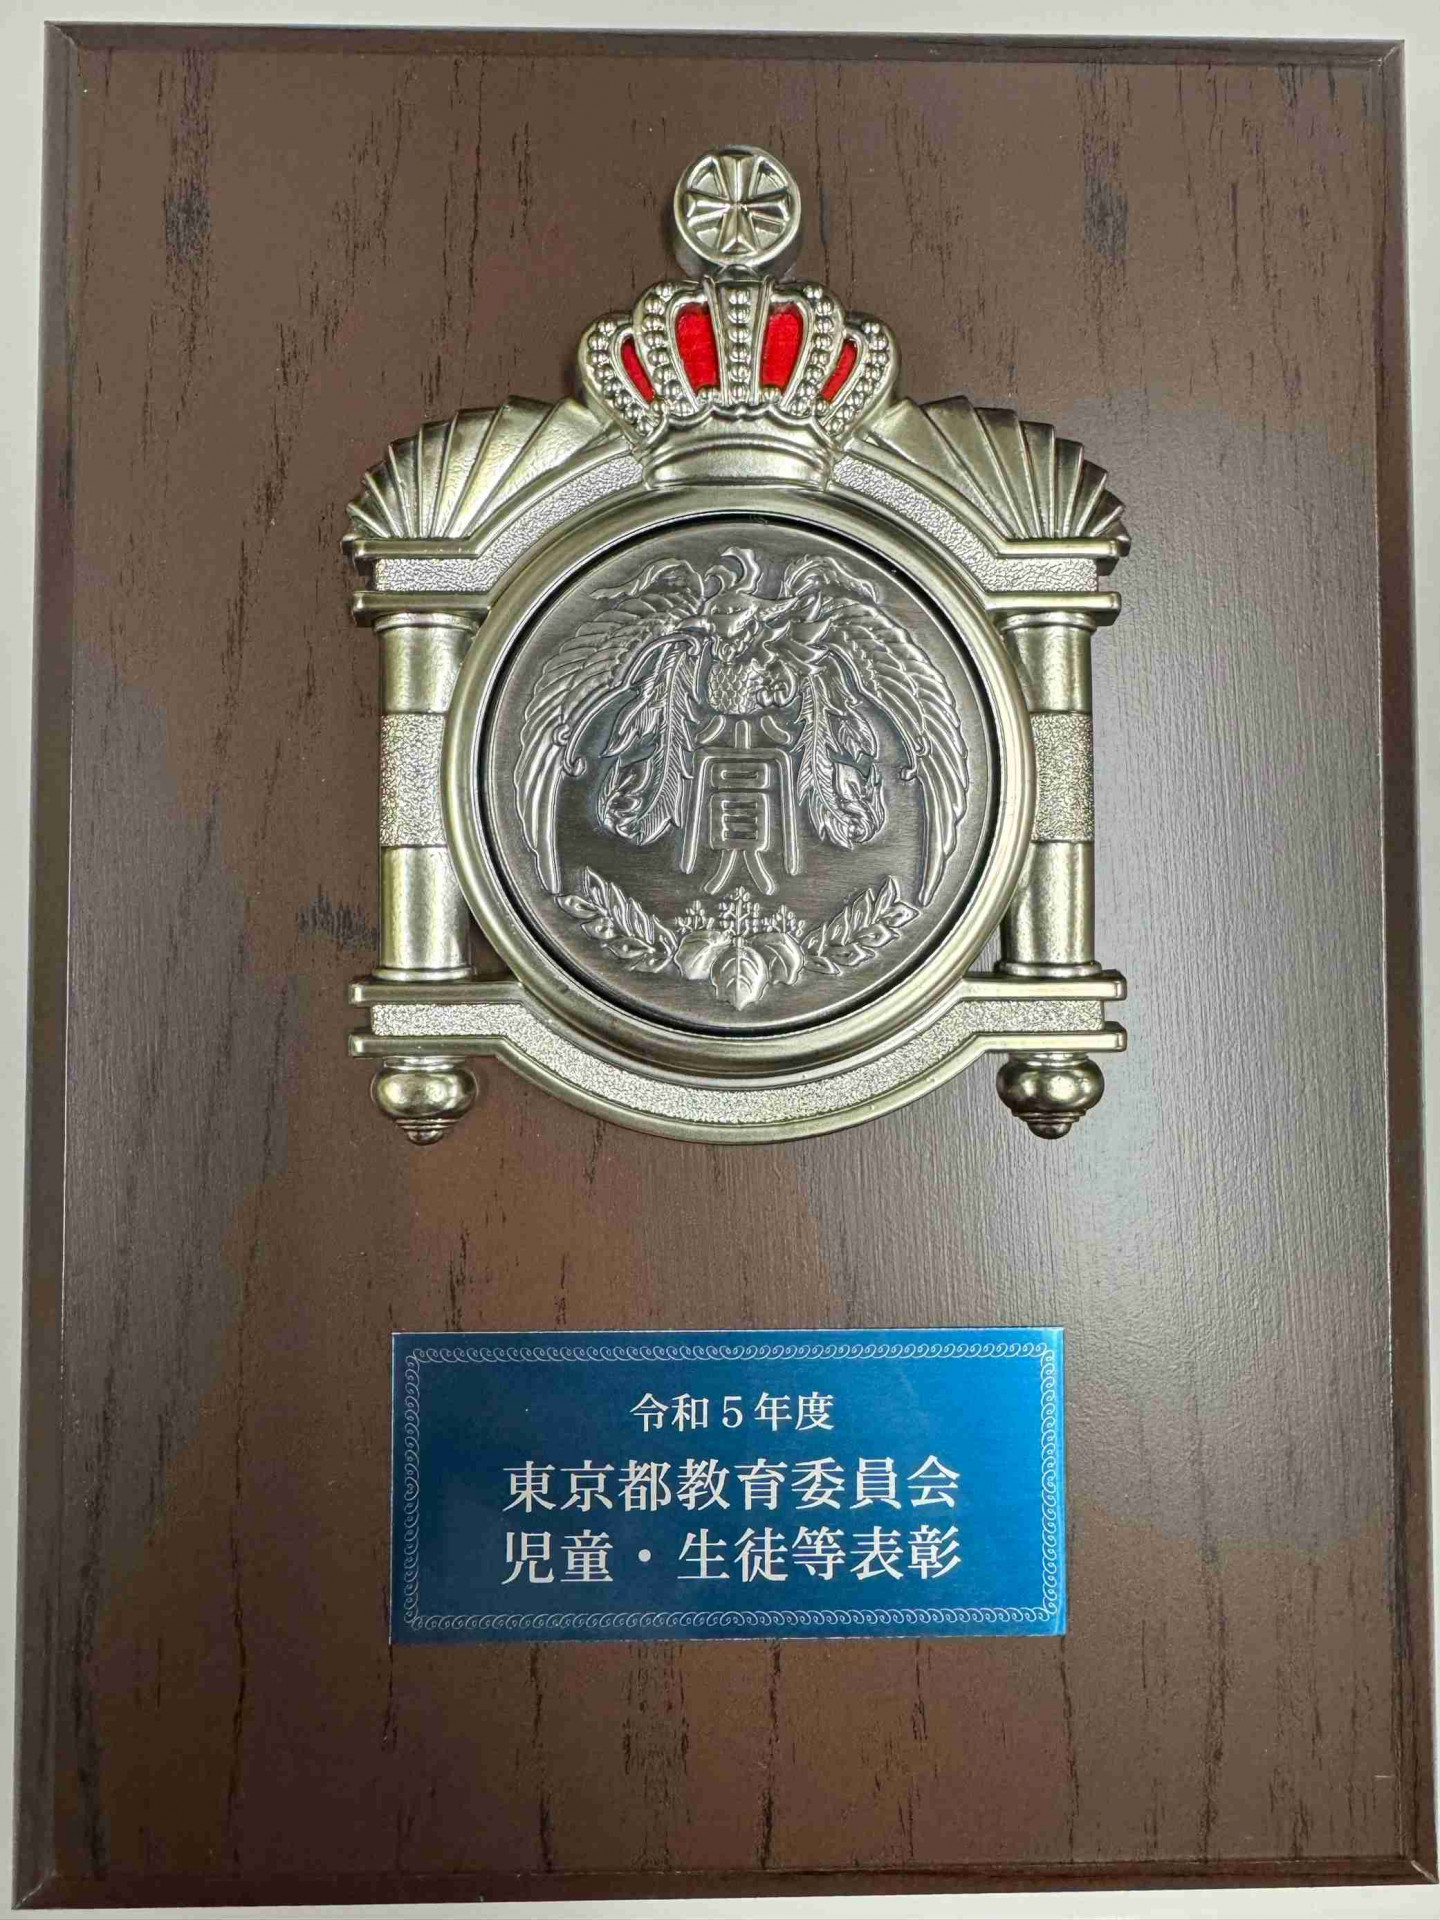 賞
令和5年度
東京都教育委員会
児童・生徒等表彰